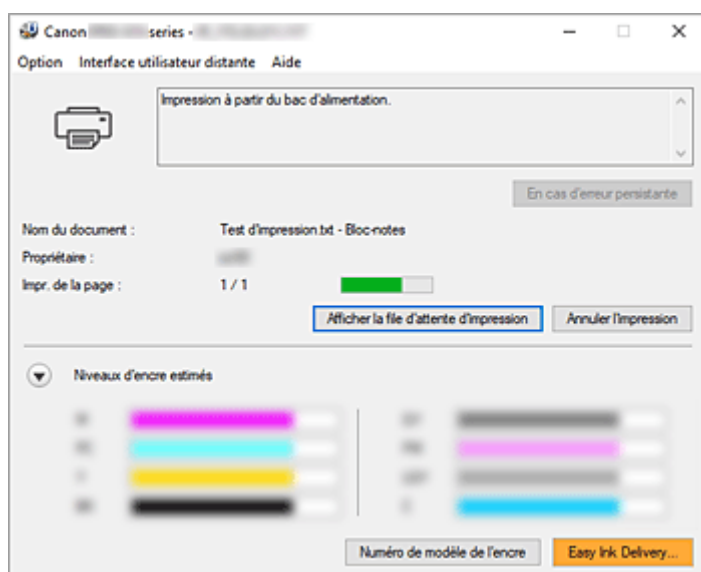 Canon series -
Option Interface utilisateur distante Aide
Impression à partir du bac d'alimentation.
En cas d'erreur persistante
Nom du document : Test d'impression.txt - Bloc-notes
Propriétaire :
Impr. de la page : 1 / 1
Afficher la file d'attente d'impression Annuler l'impression
Niveaux d'encre estimés
Numéro de modèle de l'encre Easy Ink Delivery...